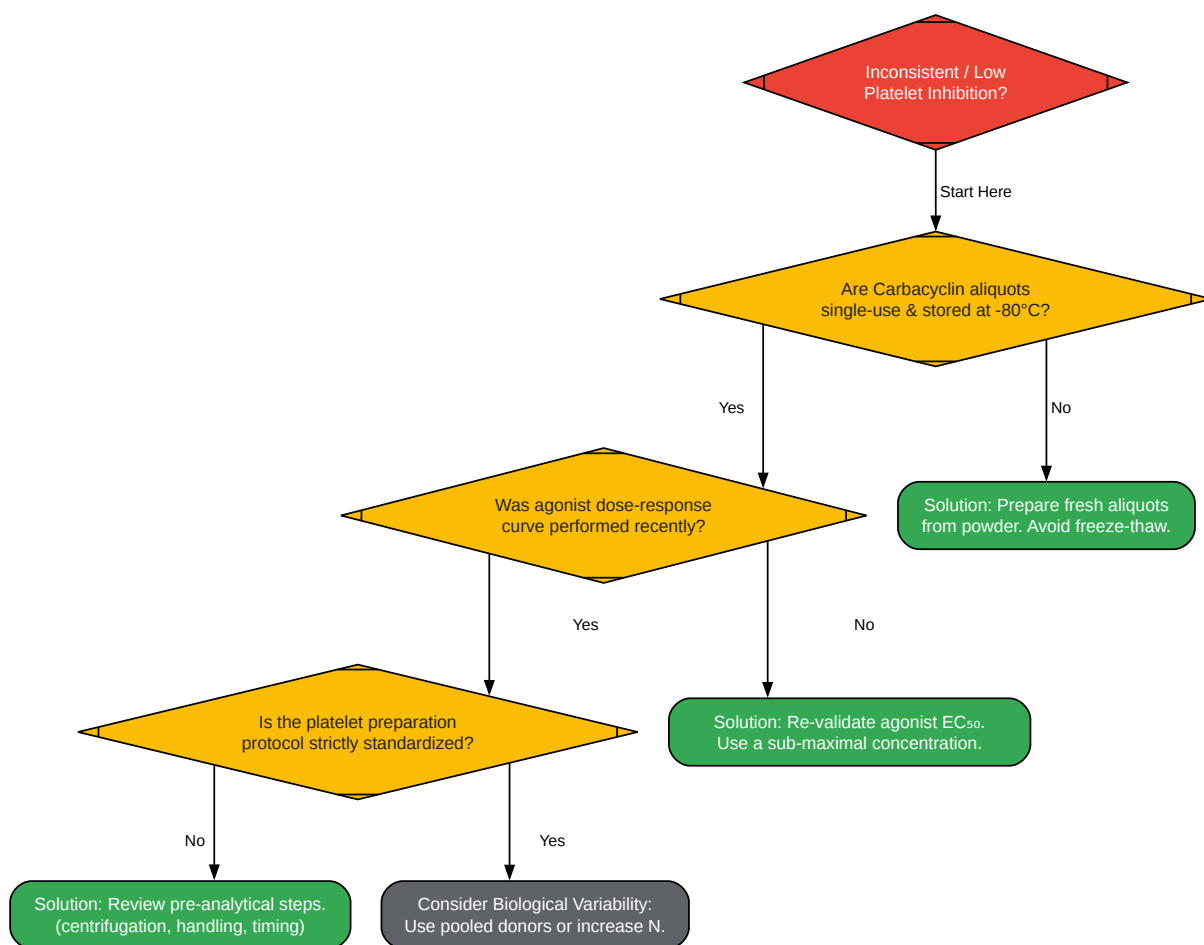 Inconsistent / Low
Platelet Inhibition?
Start Here
Are Carbacyclin aliquots
single-use & stored at -80°C?
Yes
No
Was agonist dose-response
curve performed recently?
Solution: Prepare fresh aliquots
from powder. Avoid freeze-thaw.
Yes
No
Is the platelet preparation
protocol strictly standardized?
Solution: Re-validate agonist EC₅₀.
Use a sub-maximal concentration.
No
Yes
Solution: Review pre-analytical steps.
(centrifugation, handling, timing)
Consider Biological Variability:
Use pooled donors or increase N.